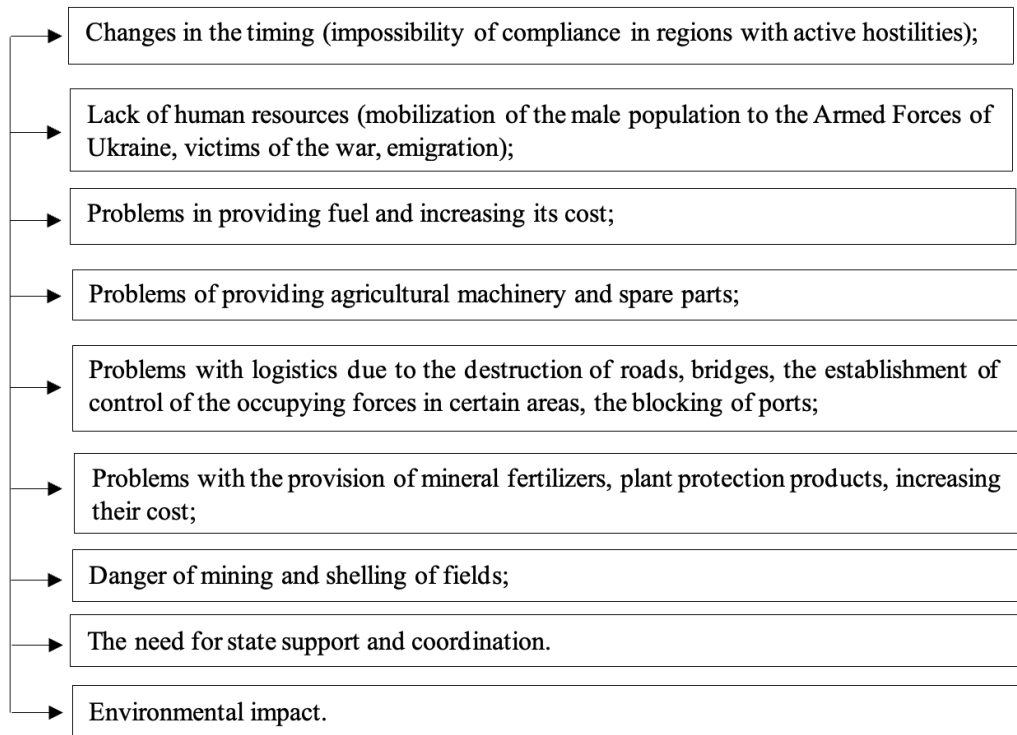 Changes in the timing (impossibility of compliance in regions with active hostilities);
Lack of human resources (mobilization of the male population to the Armed Forces of
Ukraine, victims of the war, emigration);
Problems in providing fuel and increasing its cost;
Problems of providing agricultural machinery and spare parts;
Problems with logistics due to the destruction of roads, bridges, the establishment of
control of the occupying forces in certain areas, the blocking of ports;
Problems with the provision of mineral fertilizers, plant protection products, increasing
their cost;
Danger of mining and shelling of fields;
The need for state support and coordination.
Environmental impact.